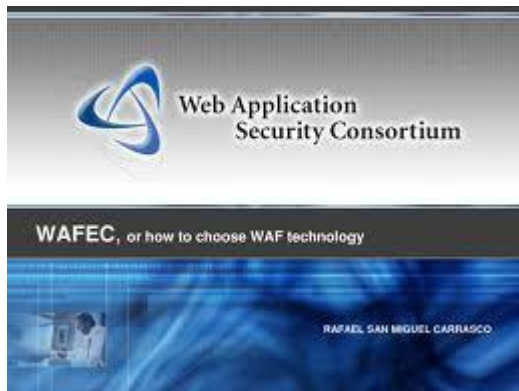 Web Application
Security Consortium
WAFEC, or how to choose WAF technology
RAFAEL SAN MIGUEL CARRASCO